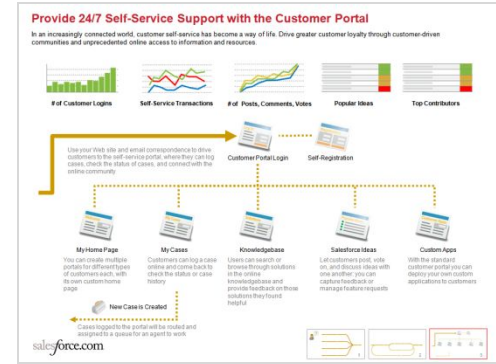 Provide 24/7 Self-Service Support with the Customer Portal
In an increasingly connected world, customer self-service has become a way of life. Drive greater customer loyalty through customer-driven
communities and unprecedented online access to information and resources.
# of Customer Logins
Self-Service Transactions
# of Posts, Comments, Votes
Popular Ideas
Top Contributors
Use your Web site and email correspondence to drive
customers to the self-service portal, where they can log
cases, check the status of cases, and connect with the
online community
Customer Portal Login
Self-Registration
My Home Page
You can create multiple
portals for different types
of customers each, with
its own custom home
page
My Cases
Customers can log a case
online and come back to
check the status or case
history
Knowledgebase
Users can search or
browse through solutions
in the online
knowledgebase and
provide feedback on those
solutions they found
helpful
Salesforce Ideas
Let customers post, vote
on, and discuss ideas with
one another, you can
capture feedback or
manage feature requests
Custom Apps
With the standard
customer portal you can
deploy your own custom
applications to customers
New Case is Created
Cases logged to the portal will be routed and
assigned to a queue for an agent to work
salesforce.com
1
2
3